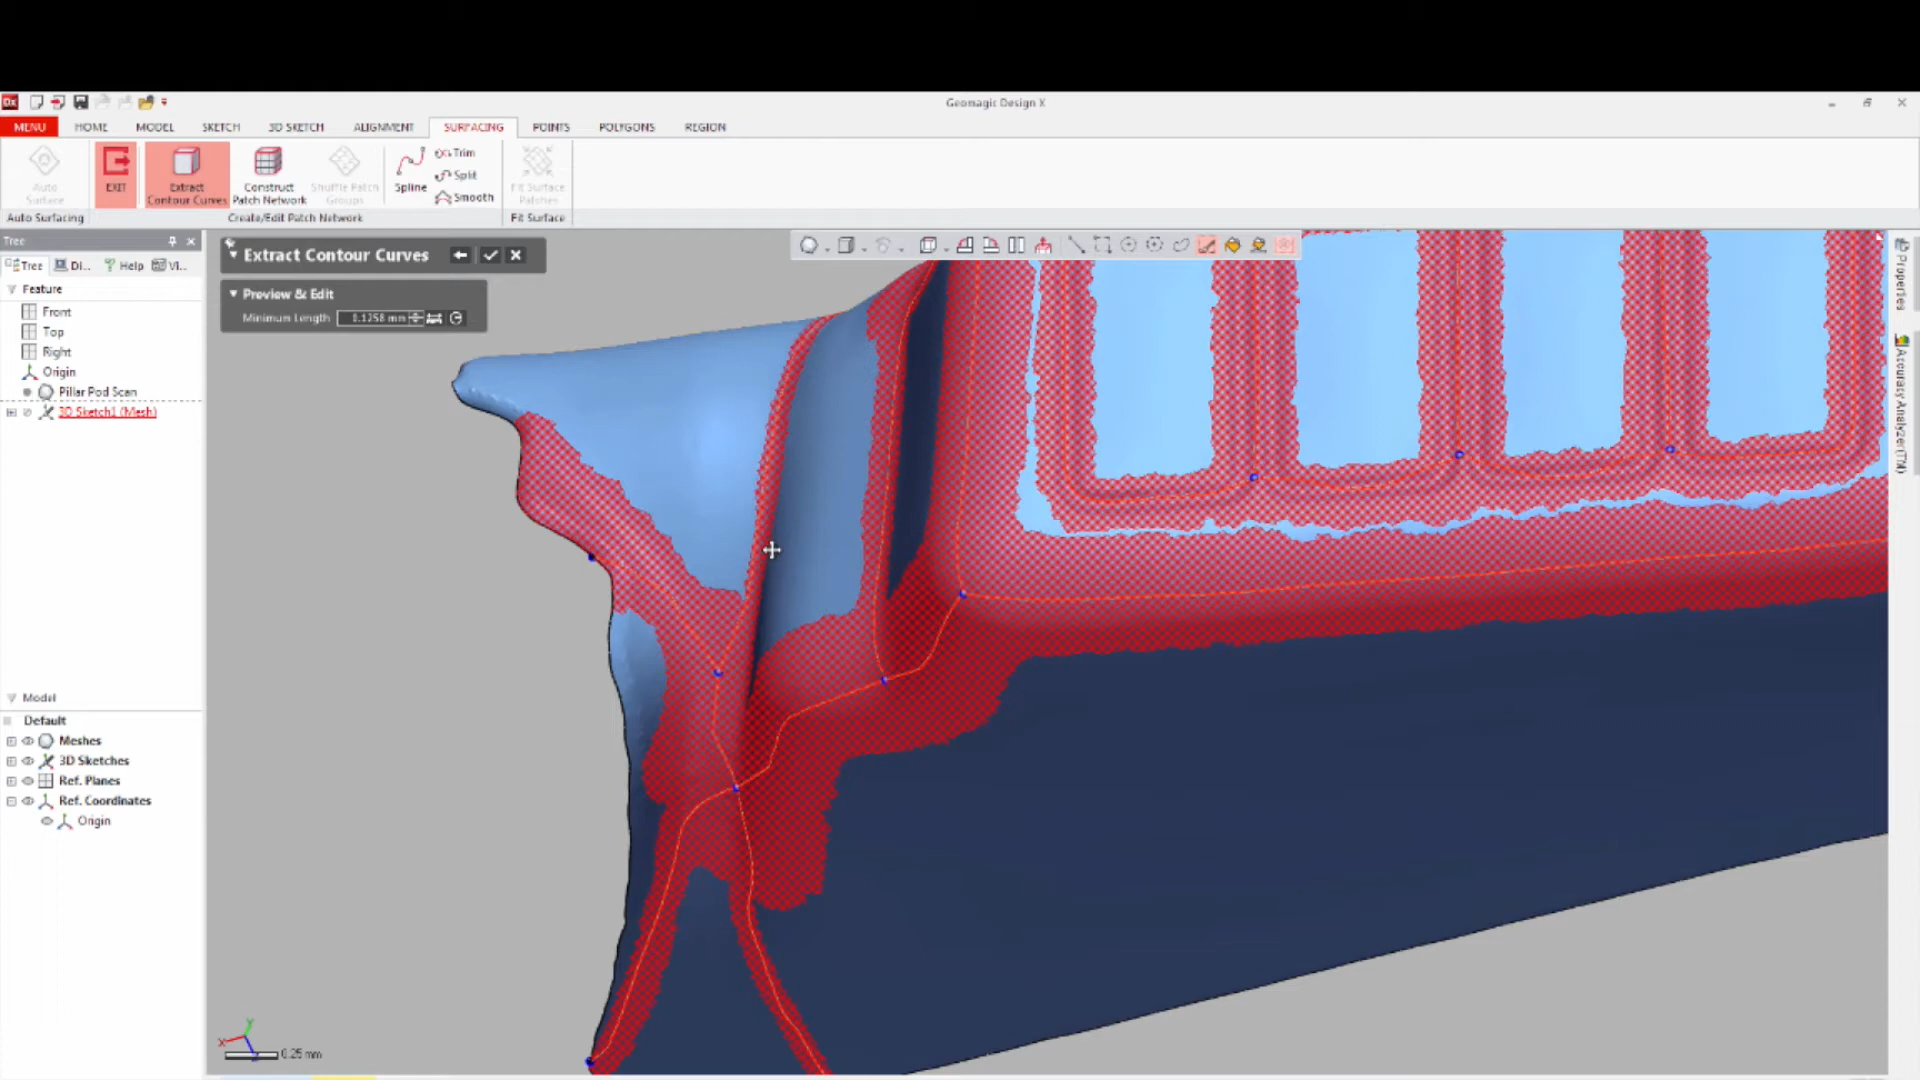 Dx
Geomagic Design X
MENU HOME MODEL SKETCH 3D SKETCH ALIGNMENT SURFACING POINTS POLYGONS REGION
Auto Surface
EXIT
Extract Contour Curves
Construct Patch Network
Shuffle Patch Groups
Spline
Trim
Split
Smooth
Fit Surface Patches
Auto Surfacing
Create/Edit Patch Network
Fit Surface
Tree
Tree Di... Help Vi...
Feature
Front
Top
Right
Origin
Pillar Pod Scan
3D Sketch1 (Mesh)
Model
Default
Meshes
3D Sketches
Ref. Planes
Ref. Coordinates
Origin
Extract Contour Curves
Preview & Edit
Minimum Length 0.1258 mm
Properties
Accuracy Analyzer(TM)
Y
X
Z
0.25 mm